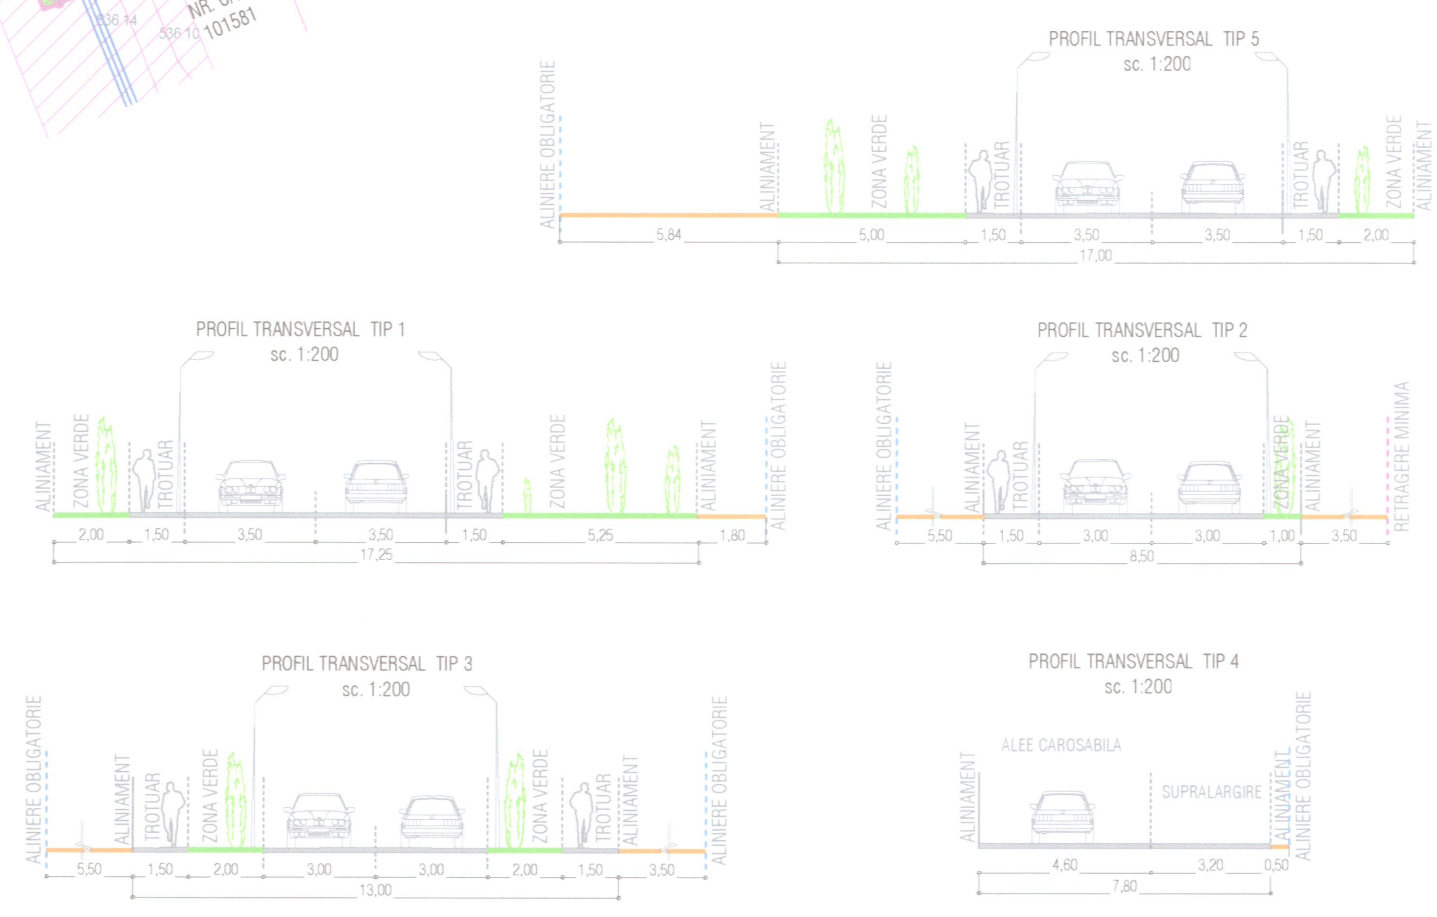 536.14
536.10
101581
PROFIL TRANSVERSAL TIP 5
sc. 1:200
ALINIERE OBLIGATORIE
ALINIAMENT
ZONA VERDE
TROTUAR
TROTUAR
ZONA VERDE
ALINIAMENT
5,84
5,00
1,50
3,50
3,50
1,50
2,00
17,00
PROFIL TRANSVERSAL TIP 1
sc. 1:200
ALINIAMENT
ZONA VERDE
TROTUAR
TROTUAR
ZONA VERDE
ALINIAMENT
ALINIERE OBLIGATORIE
2,00
1,50
3,50
3,50
1,50
5,25
1,80
17,25
PROFIL TRANSVERSAL TIP 2
sc. 1:200
ALINIERE OBLIGATORIE
ALINIAMENT
TROTUAR
ZONA VERDE
ALINIAMENT
RETRAGERE MINIMA
5,50
1,50
3,00
3,00
1,00
3,50
8,50
PROFIL TRANSVERSAL TIP 3
sc. 1:200
ALINIERE OBLIGATORIE
ALINIAMENT
TROTUAR
ZONA VERDE
ZONA VERDE
TROTUAR
ALINIAMENT
ALINIERE OBLIGATORIE
5,50
1,50
2,00
3,00
3,00
2,00
1,50
3,50
13,00
PROFIL TRANSVERSAL TIP 4
sc. 1:200
ALINIAMENT
ALEE CAROSABILA
SUPRALARGIRE
ALINIAMENT
ALINIERE OBLIGATORIE
4,60
3,20
0,50
7,80